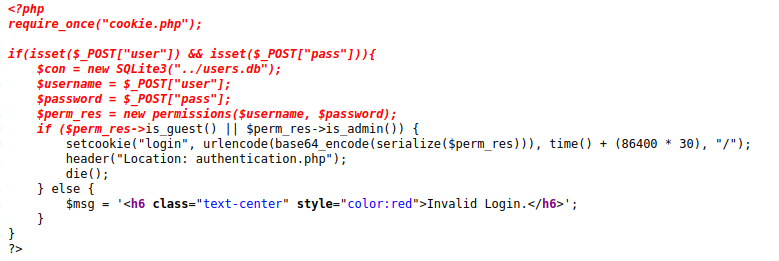 <?php
require_once("cookie.php");
if(isset($_POST["user"]) && isset($_POST["pass"])){
$con = new SQLite3("../users.db");
$username = $_POST["user"];
$password = $_POST["pass"];
$perm_res = new permissions($username, $password);
if ($perm_res->is_guest() || $perm_res->is_admin()) {
setcookie("login", urlencode(base64_encode(serialize($perm_res))), time() + (86400 * 30), "/");
header("Location: authentication.php");
die();
} else {
$msg = '<h6 class="text-center" style="color:red">Invalid Login.</h6>';
}
}
?>